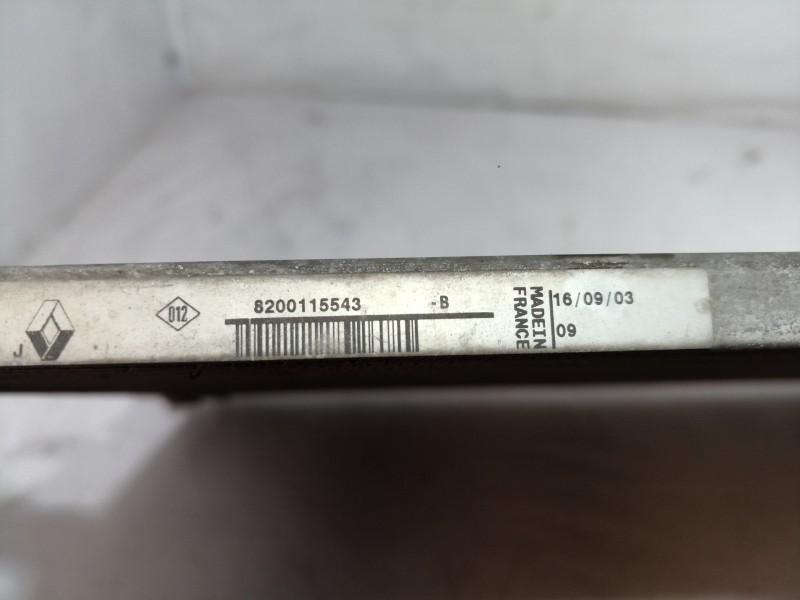 J
012
8200115543 -B
MADE IN
FRANCE
16/09/03
09